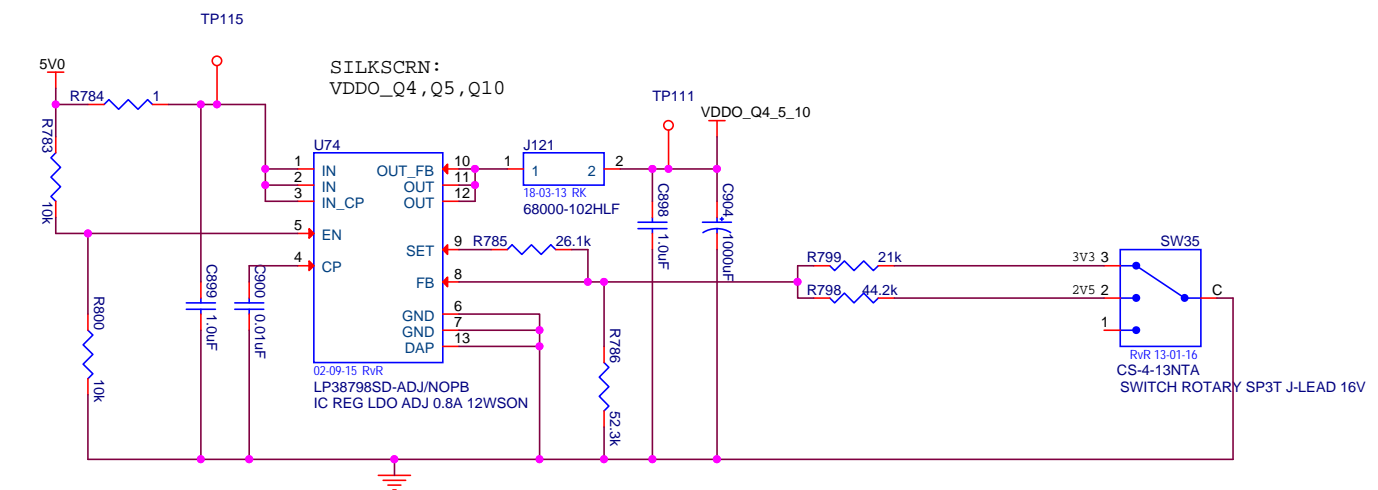 TP115
5V0
SILKSCRN:
VDDO_Q4,Q5,Q10
R784 1
TP111
VDDO_Q4_5_10
R783
10k
U74
1 IN
2 IN
3 IN_CP
5 EN
4 CP
OUT_FB 10
OUT 11
OUT 12
SET 9
FB 8
GND 6
GND 7
DAP 13
02-09-15 RvR
LP38798SD-ADJ/NOPB
IC REG LDO ADJ 0.8A 12WSON
J121
1 1 2 2
18-03-13 RK
68000-102HLF
C898
1.0uF
C904
+
1000uF
R785 26.1k
R799 21k
R798 44.2k
SW35
3V3 3
2V5 2
1
C
RvR 13-01-16
CS-4-13NTA
SWITCH ROTARY SP3T J-LEAD 16V
R800
10k
C899
1.0uF
C900
0.01uF
R786
52.3k